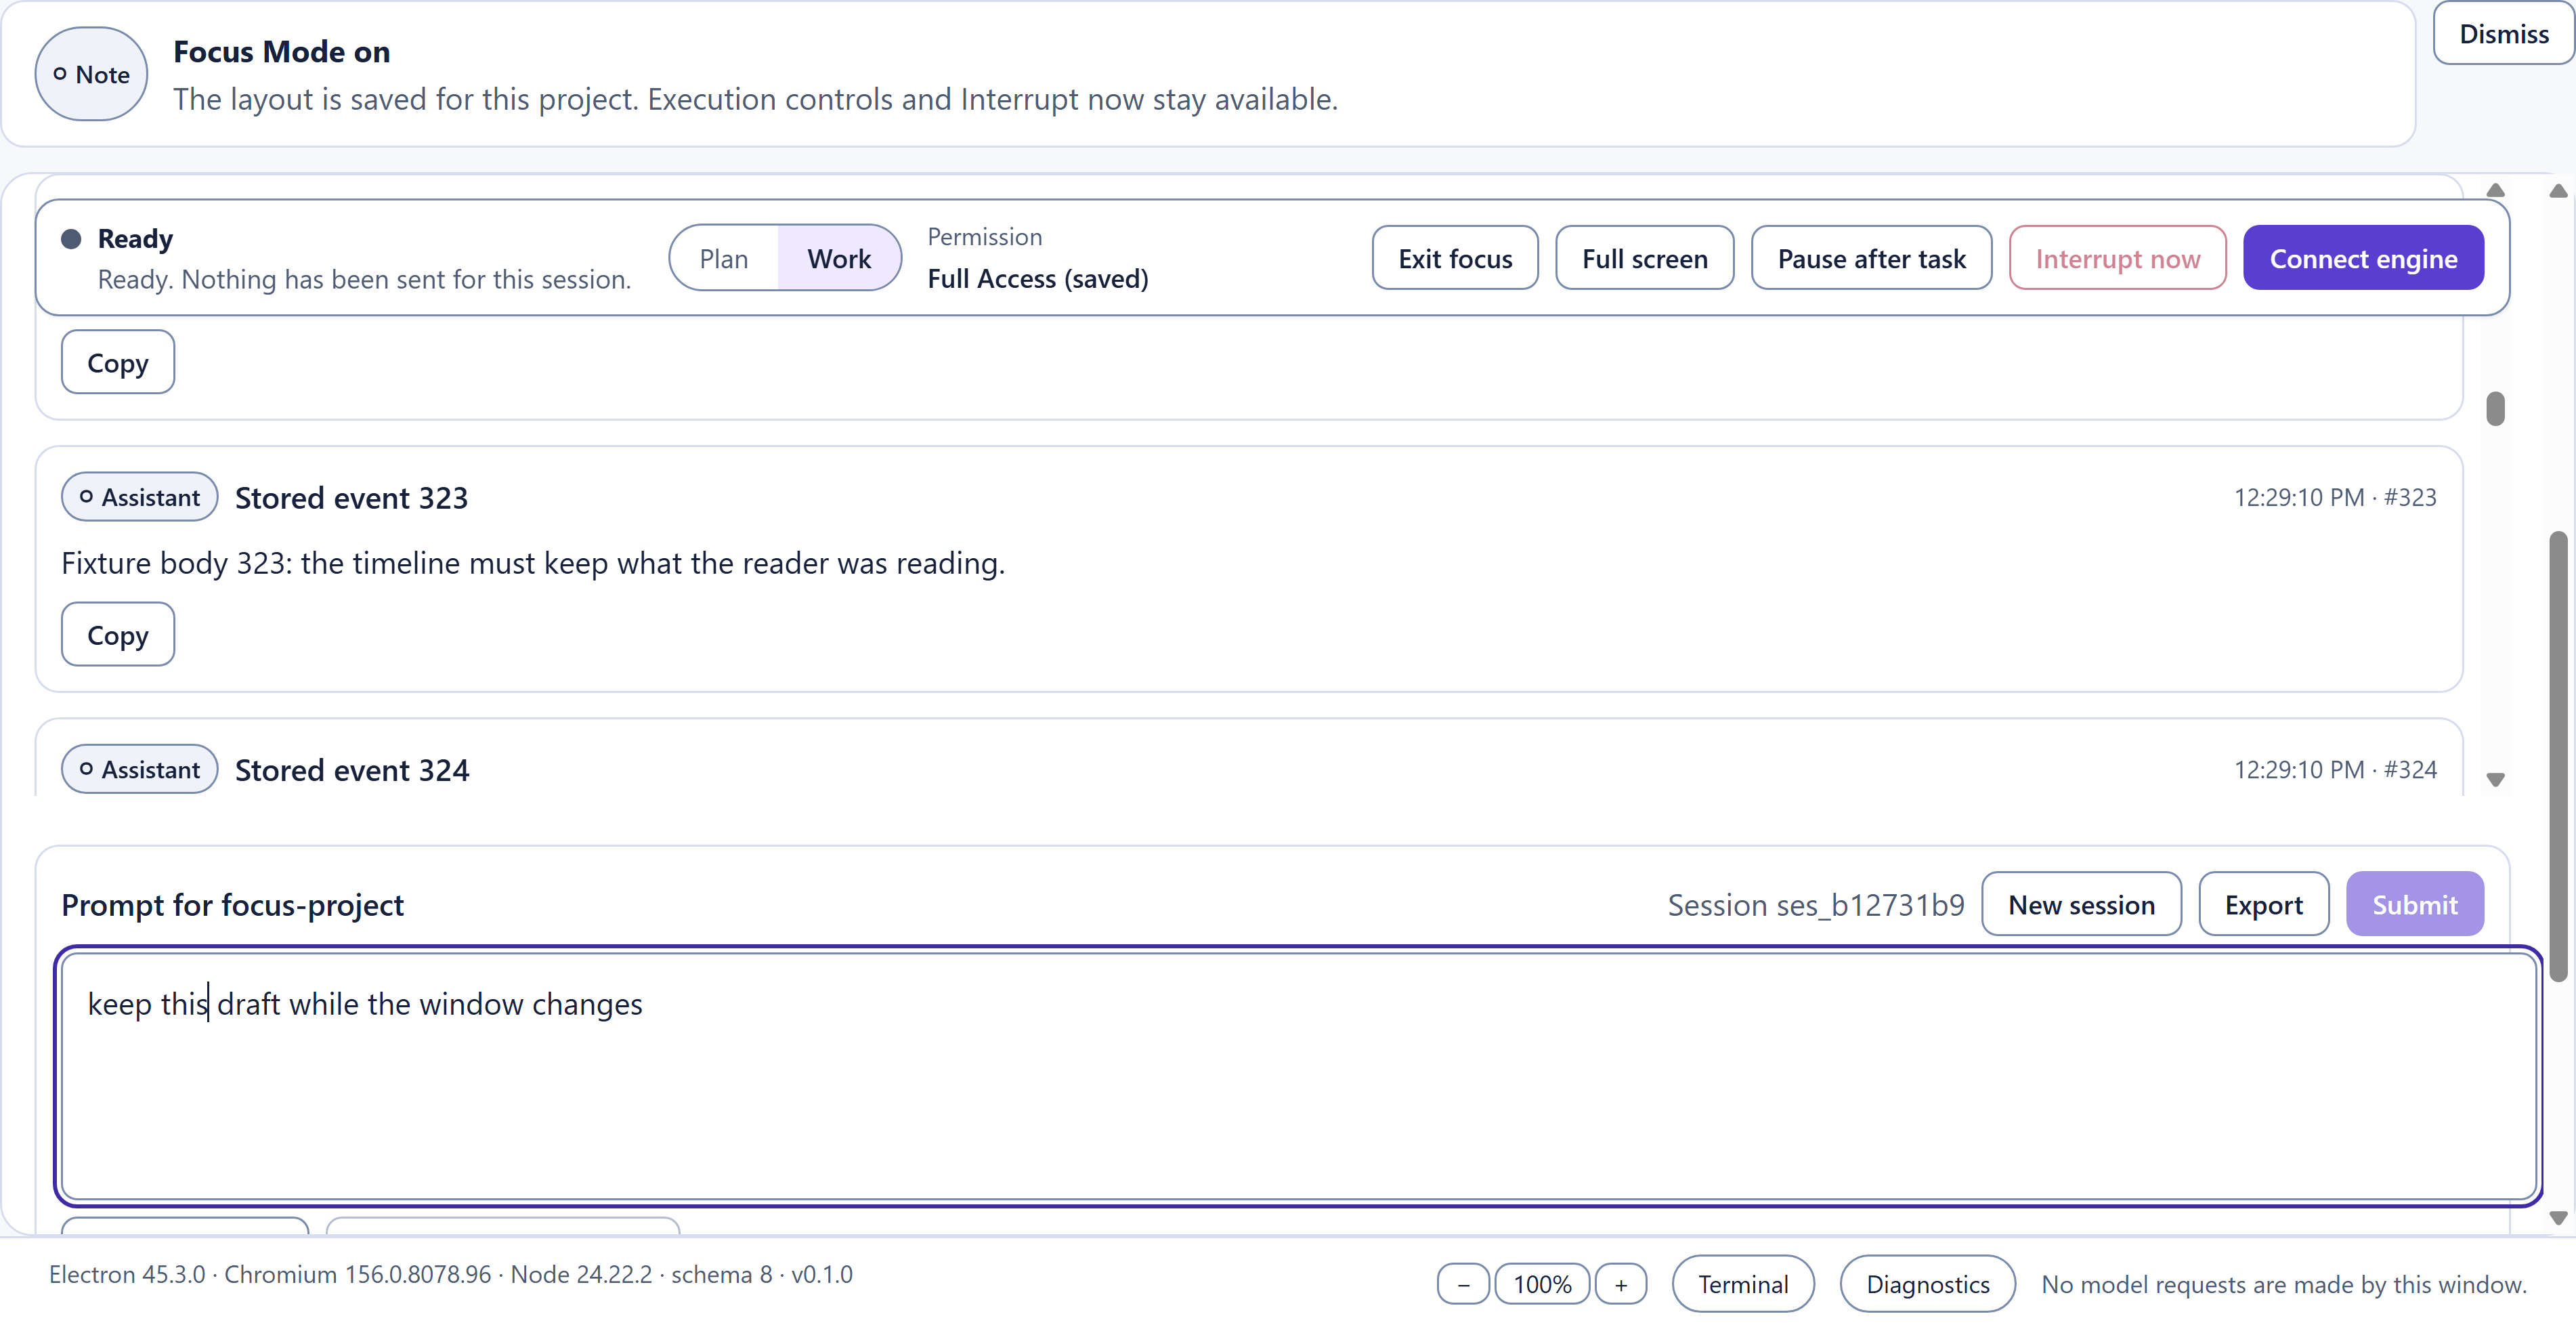 Note
Focus Mode on
The layout is saved for this project. Execution controls and Interrupt now stay available.
Dismiss
Ready
Ready. Nothing has been sent for this session.
Plan
Work
Permission
Full Access (saved)
Exit focus
Full screen
Pause after task
Interrupt now
Connect engine
Copy
Assistant
Stored event 323
12:29:10 PM · #323
Fixture body 323: the timeline must keep what the reader was reading.
Copy
Assistant
Stored event 324
12:29:10 PM · #324
Prompt for focus-project
Session ses_b12731b9
New session
Export
Submit
keep this draft while the window changes
Electron 45.3.0 · Chromium 156.0.8078.96 · Node 24.22.2 · schema 8 · v0.1.0
−
100%
+
Terminal
Diagnostics
No model requests are made by this window.